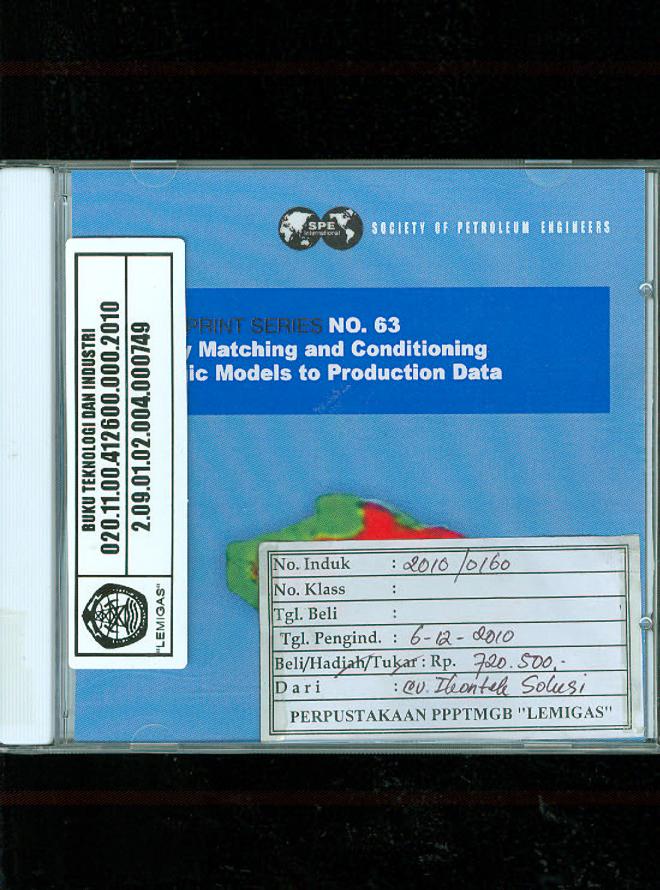 SPE
International
SOCIETY OF PETROLEUM ENGINEERS
PRINT SERIES NO. 63
y Matching and Conditioning
ic Models to Production Data
BUKU TEKNOLOGI DAN INDUSTRI
020.11.00.412600.000.2010
2.09.01.02.004.000749
"LEMIGAS"
No. Induk : 2010/0160
No. Klass :
Tgl. Beli :
Tgl. Pengind. : 6-12-2010
Beli/Hadiah/Tukar : Rp. 720.500,-
Dari : cv. Ikontek Solusi
PERPUSTAKAAN PPPTMGB "LEMIGAS"